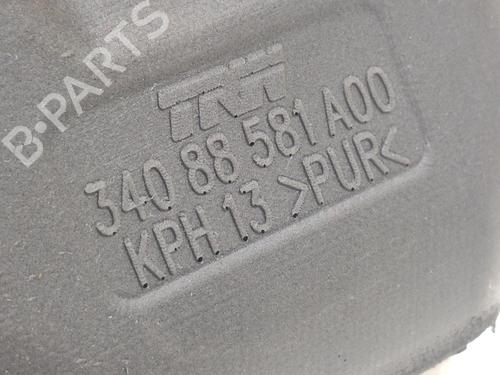 B-PARTS
TRW
340 88 581 A00
KPH 13 >PUR<